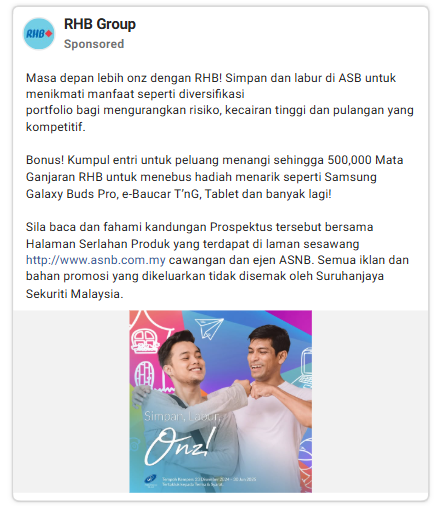 RHB
RHB Group
Sponsored
Masa depan lebih onz dengan RHB! Simpan dan labur di ASB untuk
menikmati manfaat seperti diversifikasi
portfolio bagi mengurangkan risiko, kecairan tinggi dan pulangan yang
kompetitif.
Bonus! Kumpul entri untuk peluang menangi sehingga 500,000 Mata
Ganjaran RHB untuk menebus hadiah menarik seperti Samsung
Galaxy Buds Pro, e-Baucar T’nG, Tablet dan banyak lagi!
Sila baca dan fahami kandungan Prospektus tersebut bersama
Halaman Serlahan Produk yang terdapat di laman sesawang
http://www.asnb.com.my cawangan dan ejen ASNB. Semua iklan dan
bahan promosi yang dikeluarkan tidak disemak oleh Suruhanjaya
Sekuriti Malaysia.
Simpan, Labur,
Onz!